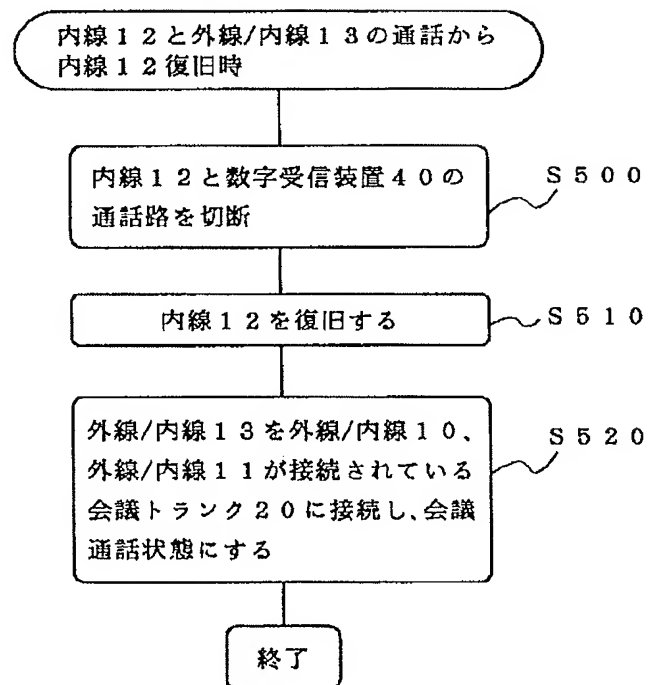 内線12と外線/内線13の通話から
内線12復旧時
内線12と数字受信装置40の
通話路を切断
S500
内線12を復旧する
S510
外線/内線13を外線/内線10、
外線/内線11が接続されている
会議トランク20に接続し、会議
通話状態にする
S520
終了